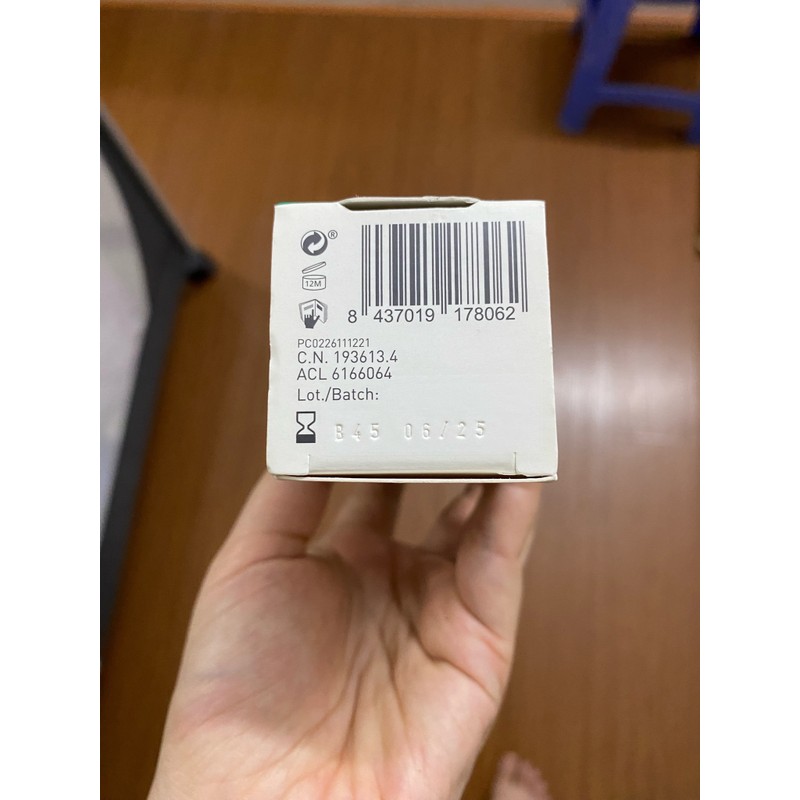 ®
12M
8 437019 178062
PC0226111221
C.N. 193613.4
ACL 6166064
Lot./Batch:
B45 06/25